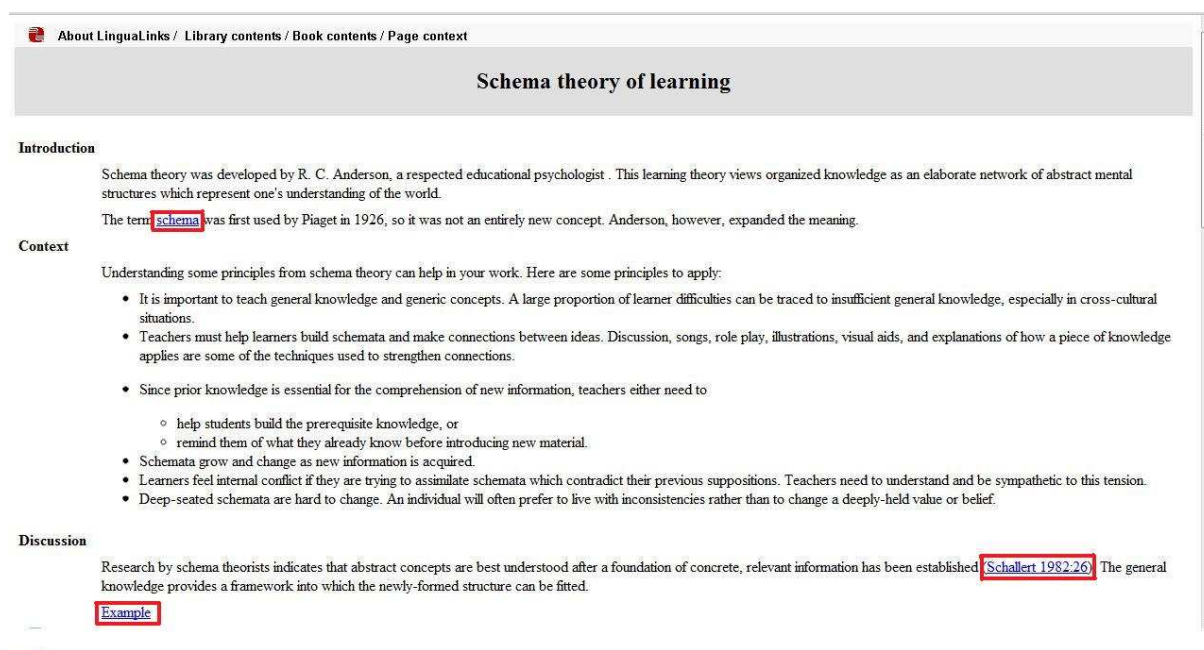 About LinguaLinks / Library contents / Book contents / Page context
Schema theory of learning
Introduction
Schema theory was developed by R. C. Anderson, a respected educational psychologist . This learning theory views organized knowledge as an elaborate network of abstract mental
structures which represent one's understanding of the world.
The term schema was first used by Piaget in 1926, so it was not an entirely new concept. Anderson, however, expanded the meaning.
Context
Understanding some principles from schema theory can help in your work. Here are some principles to apply:
• It is important to teach general knowledge and generic concepts. A large proportion of learner difficulties can be traced to insufficient general knowledge, especially in cross-cultural
situations.
• Teachers must help learners build schemata and make connections between ideas. Discussion, songs, role play, illustrations, visual aids, and explanations of how a piece of knowledge
applies are some of the techniques used to strengthen connections.
• Since prior knowledge is essential for the comprehension of new information, teachers either need to
◦ help students build the prerequisite knowledge, or
◦ remind them of what they already know before introducing new material.
• Schemata grow and change as new information is acquired.
• Learners feel internal conflict if they are trying to assimilate schemata which contradict their previous suppositions. Teachers need to understand and be sympathetic to this tension.
• Deep-seated schemata are hard to change. An individual will often prefer to live with inconsistencies rather than to change a deeply-held value or belief.
Discussion
Research by schema theorists indicates that abstract concepts are best understood after a foundation of concrete, relevant information has been established (Schallert 1982:26). The general
knowledge provides a framework into which the newly-formed structure can be fitted.
Example